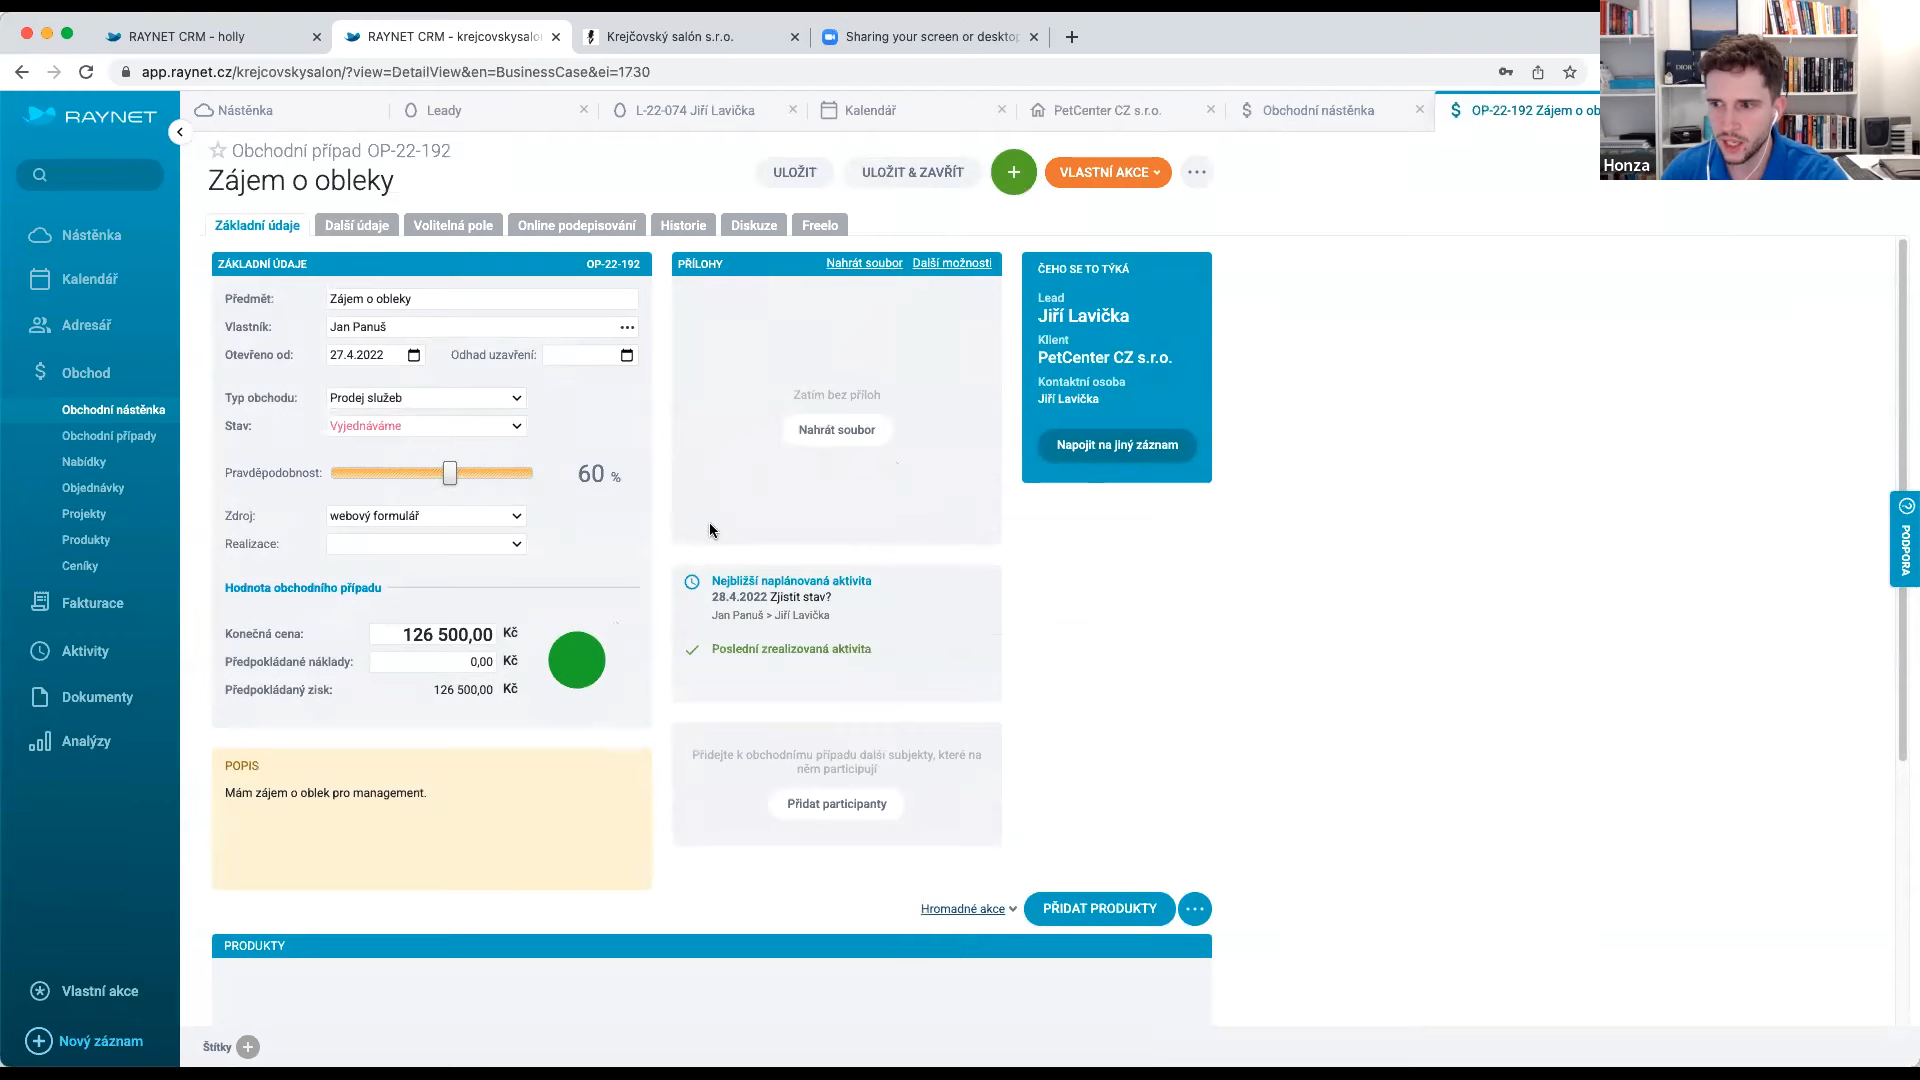 RAYNET CRM - holly
RAYNET CRM - krejcovskysalo
Krejčovský salón s.r.o.
Sharing your screen or deskto
app.raynet.cz/krejcovskysalon/?view=DetailView&en=BusinessCase&ei=1730
DIOR
Honza
RAYNET
Nástěnka
Leady
L-22-074 Jiří Lavička
Kalendář
PetCenter CZ s.r.o.
Obchodní nástěnka
OP-22-192 Zájem o ob
Obchodní případ OP-22-192
Zájem o obleky
ULOŽIT
ULOŽIT & ZAVŘÍT
+
VLASTNÍ AKCE
Základní údaje
Další údaje
Volitelná pole
Online podepisování
Historie
Diskuze
Freelo
Nástěnka
Kalendář
Adresář
Obchod
Obchodní nástěnka
Obchodní případy
Nabídky
Objednávky
Projekty
Produkty
Ceníky
Fakturace
Aktivity
Dokumenty
Analýzy
Vlastní akce
Nový záznam
ZÁKLADNÍ ÚDAJE OP-22-192
Předmět: Zájem o obleky
Vlastník: Jan Panuš
Otevřeno od: 27.4.2022 Odhad uzavření:
Typ obchodu: Prodej služeb
Stav: Vyjednáváme
Pravděpodobnost: 60 %
Zdroj: webový formulář
Realizace:
Hodnota obchodního případu
Konečná cena: 126 500,00 Kč
Předpokládané náklady: 0,00 Kč
Předpokládaný zisk: 126 500,00 Kč
POPIS
Mám zájem o oblek pro management.
PŘÍLOHY Nahrát soubor Další možnosti
Zatím bez příloh
Nahrát soubor
Nejbližší naplánovaná aktivita
28.4.2022 Zjistit stav?
Jan Panuš > Jiří Lavička
Poslední zrealizovaná aktivita
Přidejte k obchodnímu případu další subjekty, které na
něm participují
Přidat participanty
ČEHO SE TO TÝKÁ
Lead
Jiří Lavička
Klient
PetCenter CZ s.r.o.
Kontaktní osoba
Jiří Lavička
Napojit na jiný záznam
PODPORA
Hromadné akce
PŘIDAT PRODUKTY
PRODUKTY
Štítky